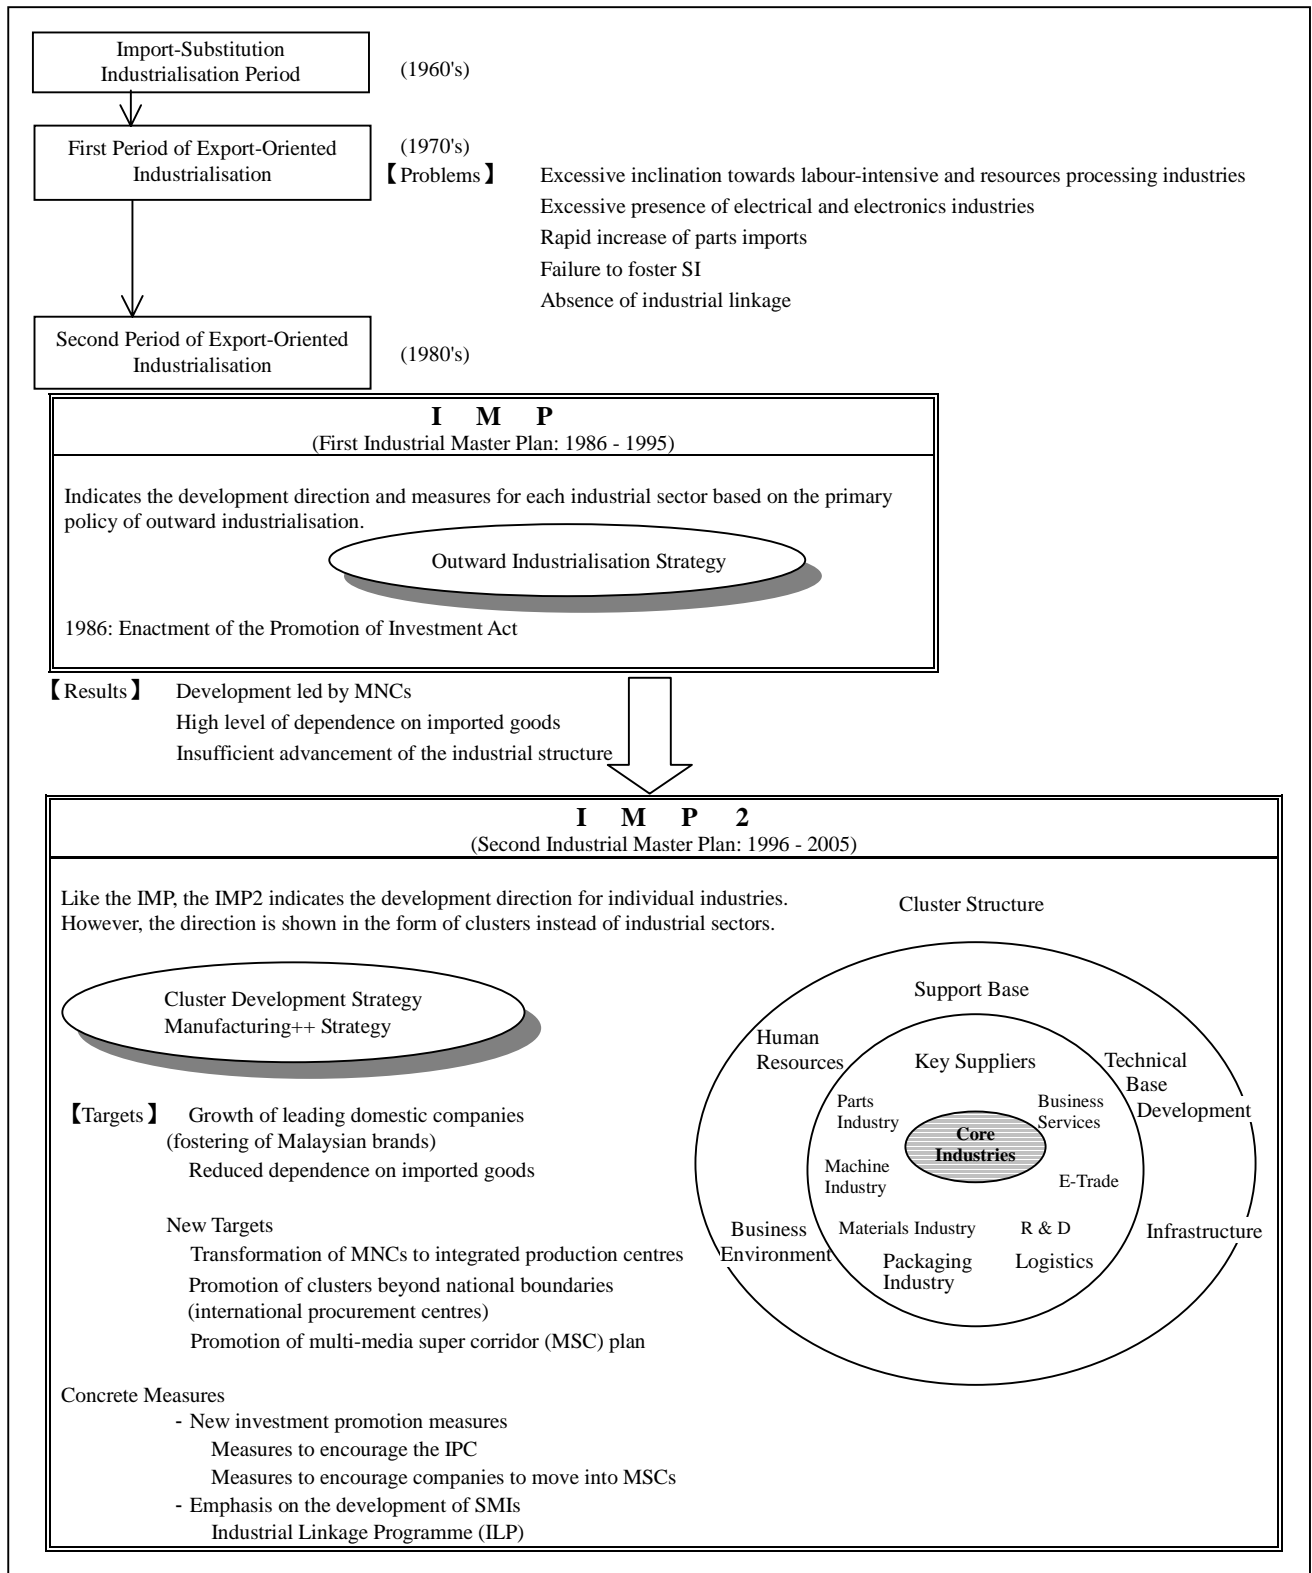 Import-Substitution
Industrialisation Period
(1960's)
First Period of Export-Oriented
Industrialisation
(1970's)
【Problems】 Excessive inclination towards labour-intensive and resources processing industries
Excessive presence of electrical and electronics industries
Rapid increase of parts imports
Failure to foster SI
Absence of industrial linkage
Second Period of Export-Oriented
Industrialisation
(1980's)
I M P
(First Industrial Master Plan: 1986 - 1995)
Indicates the development direction and measures for each industrial sector based on the primary
policy of outward industrialisation.
Outward Industrialisation Strategy
1986: Enactment of the Promotion of Investment Act
【Results】 Development led by MNCs
High level of dependence on imported goods
Insufficient advancement of the industrial structure
I M P 2
(Second Industrial Master Plan: 1996 - 2005)
Like the IMP, the IMP2 indicates the development direction for individual industries.
However, the direction is shown in the form of clusters instead of industrial sectors.
Cluster Development Strategy
Manufacturing++ Strategy
【Targets】 Growth of leading domestic companies
(fostering of Malaysian brands)
Reduced dependence on imported goods
New Targets
Transformation of MNCs to integrated production centres
Promotion of clusters beyond national boundaries
(international procurement centres)
Promotion of multi-media super corridor (MSC) plan
Concrete Measures
- New investment promotion measures
Measures to encourage the IPC
Measures to encourage companies to move into MSCs
- Emphasis on the development of SMIs
Industrial Linkage Programme (ILP)
Cluster Structure
Support Base
Human
Resources
Key Suppliers
Technical
Base
Development
Parts
Industry
Business
Services
Core
Industries
Machine
Industry
E-Trade
Business
Environment
Materials Industry
R & D
Infrastructure
Packaging
Industry
Logistics